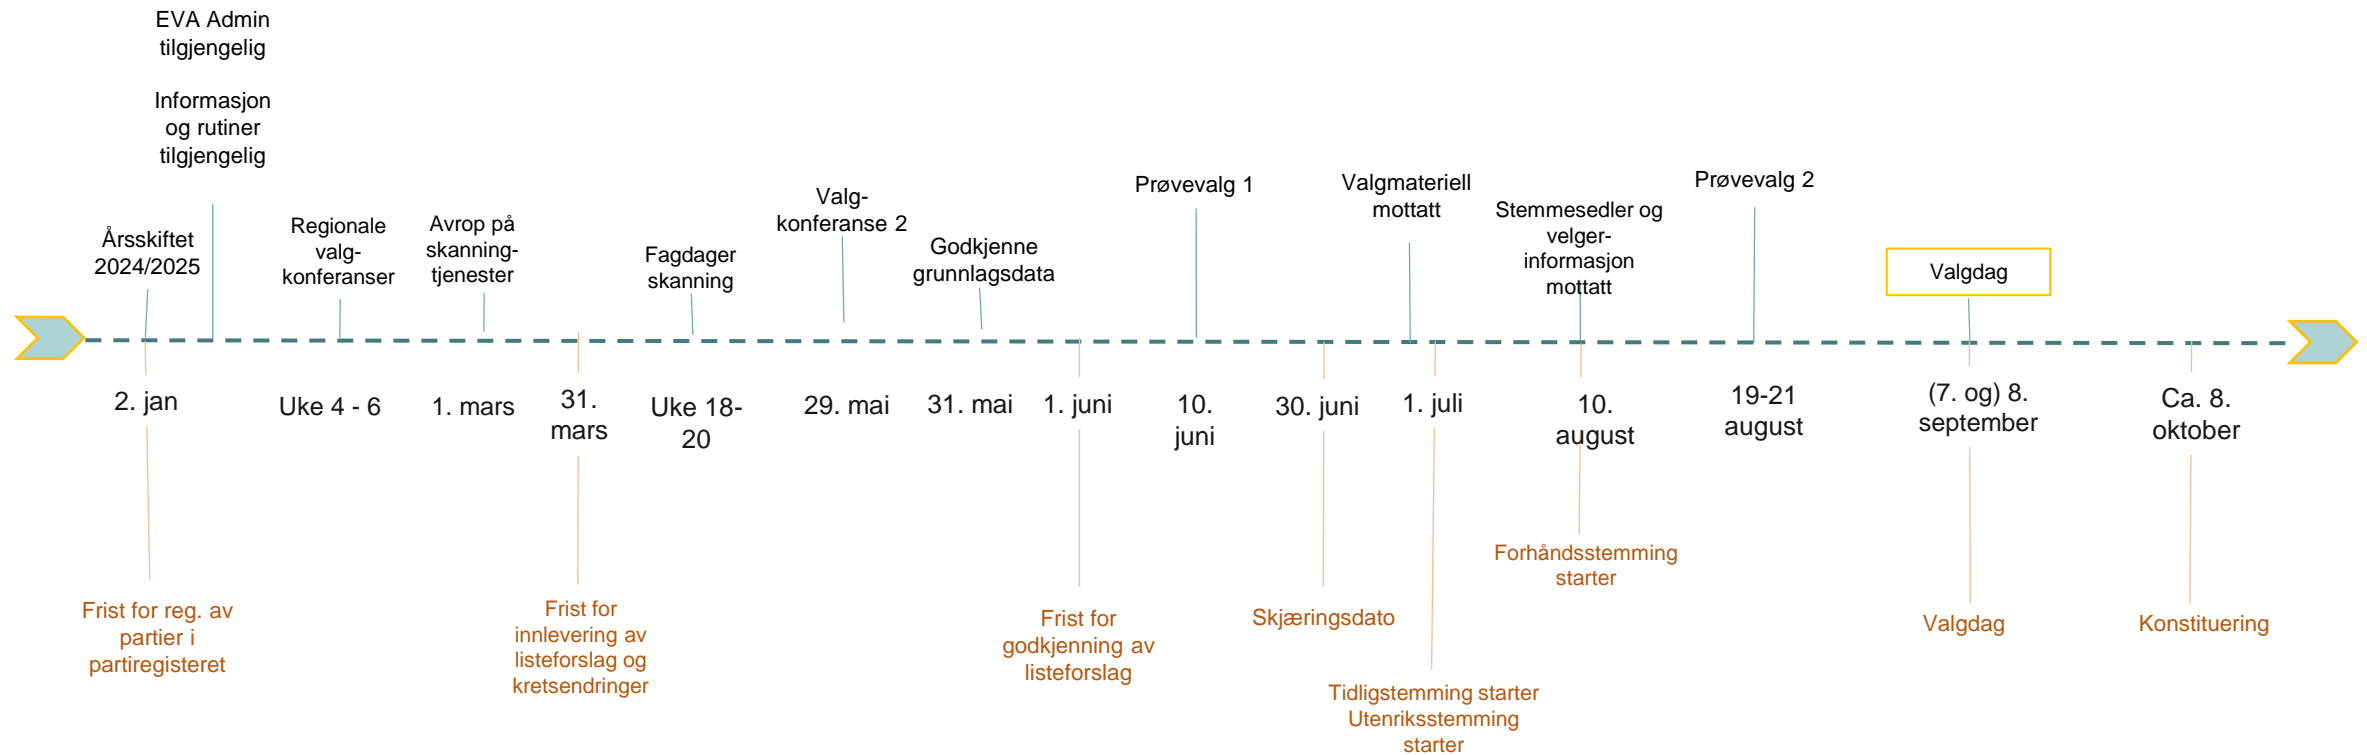 EVA Admin
tilgjengelig
Informasjon
og rutiner
tilgjengelig
Årsskiftet
2024/2025
Regionale
valg-
konferanser
Avrop på
skanning-
tjenester
Fagdager
skanning
Valg-
konferanse 2
Godkjenne
grunnlagsdata
Prøvevalg 1
Valgmateriell
mottatt
Stemmesedler og
velger-
informasjon
mottatt
Prøvevalg 2
Valgdag
2. jan
Uke 4 - 6
1. mars
31.
mars
Uke 18-
20
29. mai
31. mai
1. juni
10.
juni
30. juni
1. juli
10.
august
19-21
august
(7. og) 8.
september
Ca. 8.
oktober
Frist for reg. av
partier i
partiregisteret
Frist for
innlevering av
listeforslag og
kretsendringer
Frist for
godkjenning av
listeforslag
Skjæringsdato
Tidligstemming starter
Utenriksstemming
starter
Forhåndsstemming
starter
Valgdag
Konstituering